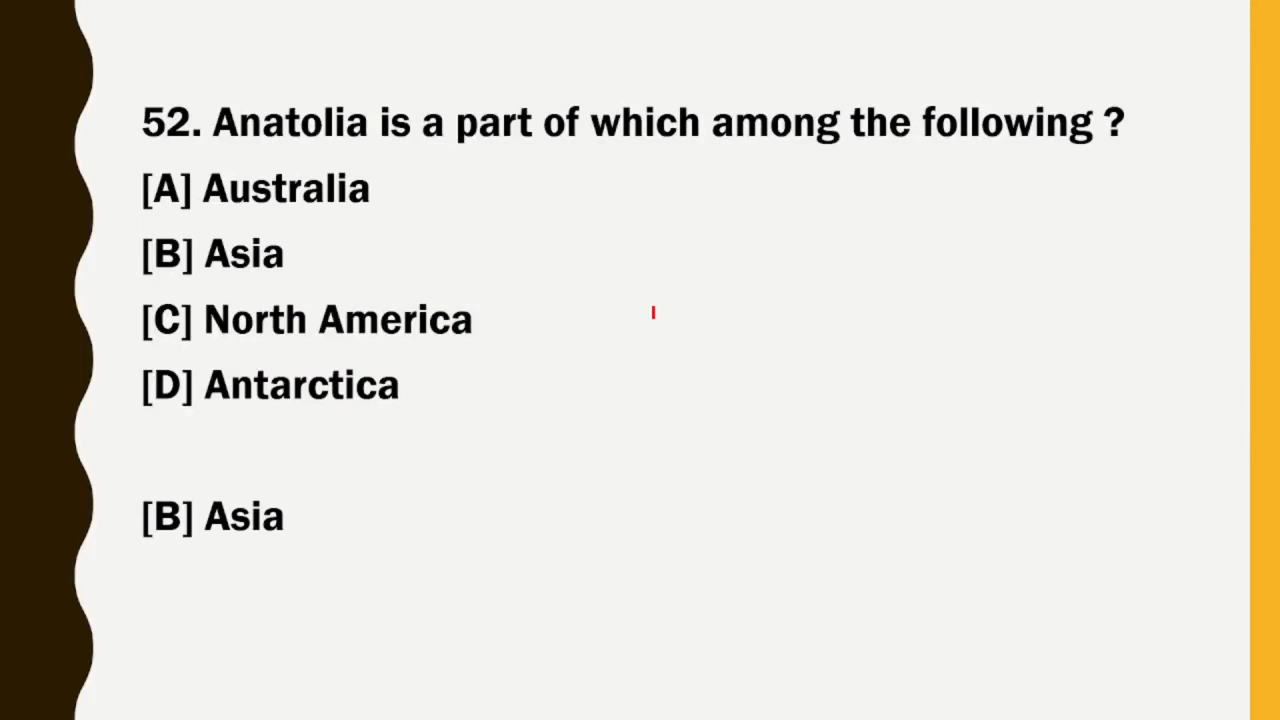 52. Anatolia is a part of which among the following ?
[A] Australia
[B] Asia
[C] North America
[D] Antarctica
[B] Asia